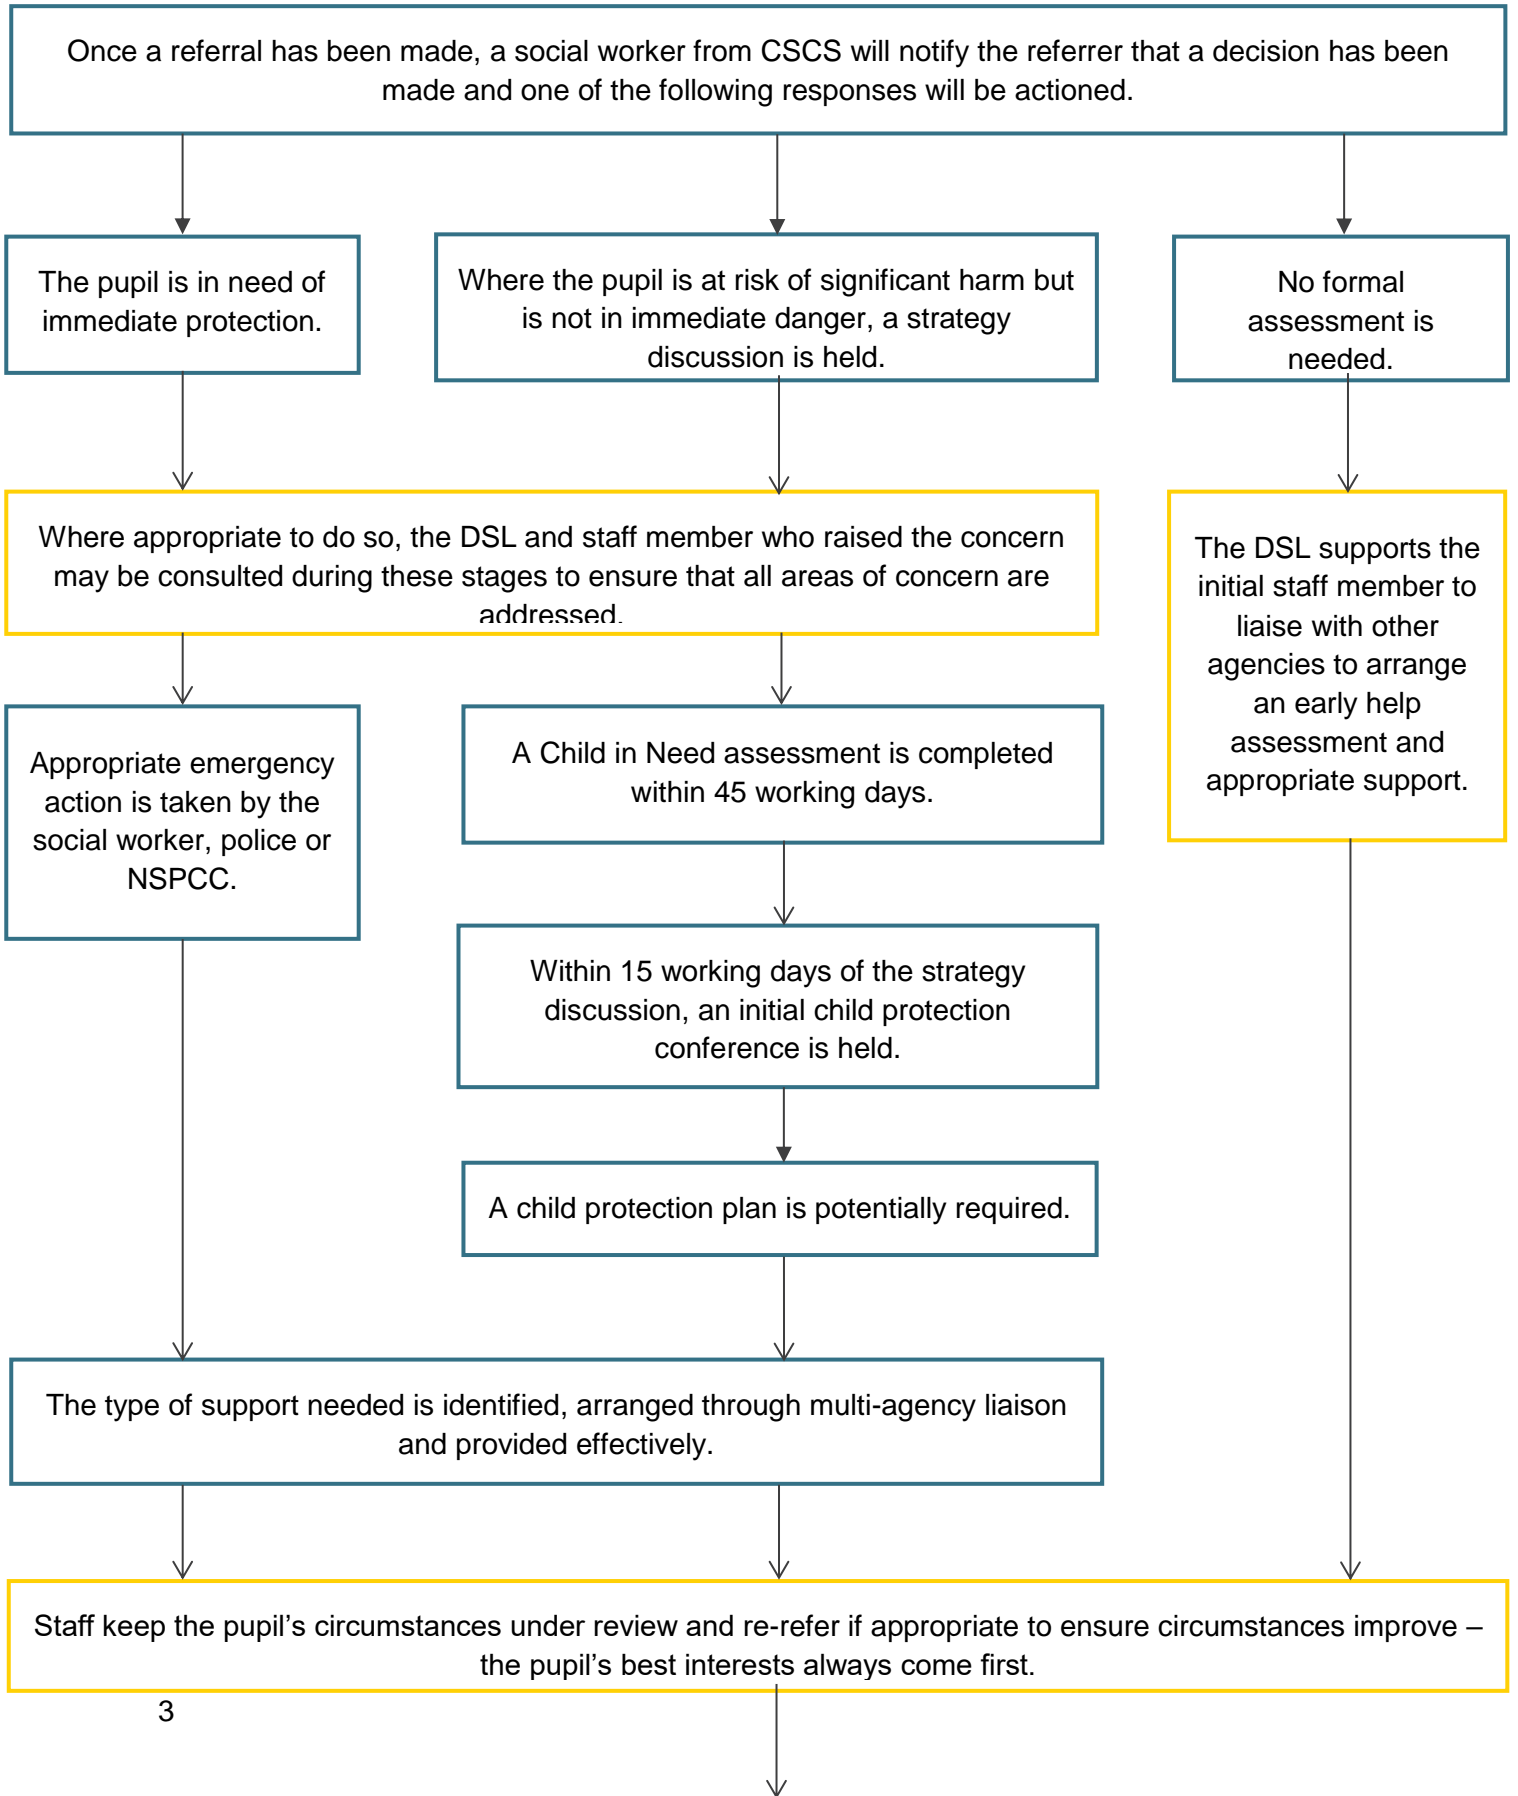 Once a referral has been made, a social worker from CSCS will notify the referrer that a decision has been
made and one of the following responses will be actioned.
The pupil is in need of
immediate protection.
Where the pupil is at risk of significant harm but
is not in immediate danger, a strategy
discussion is held.
No formal
assessment is
needed.
Where appropriate to do so, the DSL and staff member who raised the concern
may be consulted during these stages to ensure that all areas of concern are
addressed.
The DSL supports the
initial staff member to
liaise with other
agencies to arrange
an early help
assessment and
appropriate support.
Appropriate emergency
action is taken by the
social worker, police or
NSPCC.
A Child in Need assessment is completed
within 45 working days.
Within 15 working days of the strategy
discussion, an initial child protection
conference is held.
A child protection plan is potentially required.
The type of support needed is identified, arranged through multi-agency liaison
and provided effectively.
Staff keep the pupil’s circumstances under review and re-refer if appropriate to ensure circumstances improve –
the pupil’s best interests always come first.
3